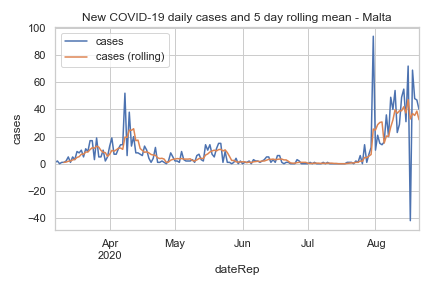 New COVID-19 daily cases and 5 day rolling mean - Malta
cases
cases (rolling)
100
80
60
40
20
0
−20
−40
cases
Apr
2020
May
Jun
Jul
Aug
dateRep